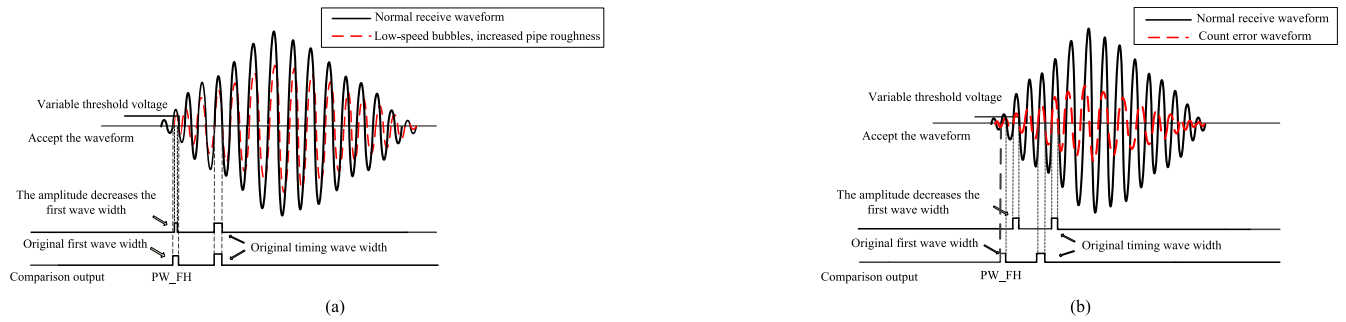 Normal receive waveform
Low-speed bubbles, increased pipe roughness
Variable threshold voltage
Accept the waveform
The amplitude decreases the
first wave width
Original first wave width
Original timing wave width
Comparison output
PW_FH
(a)
Normal receive waveform
Count error waveform
Variable threshold voltage
Accept the waveform
The amplitude decreases the
first wave width
Original first wave width
Original timing wave width
Comparison output
PW_FH
(b)